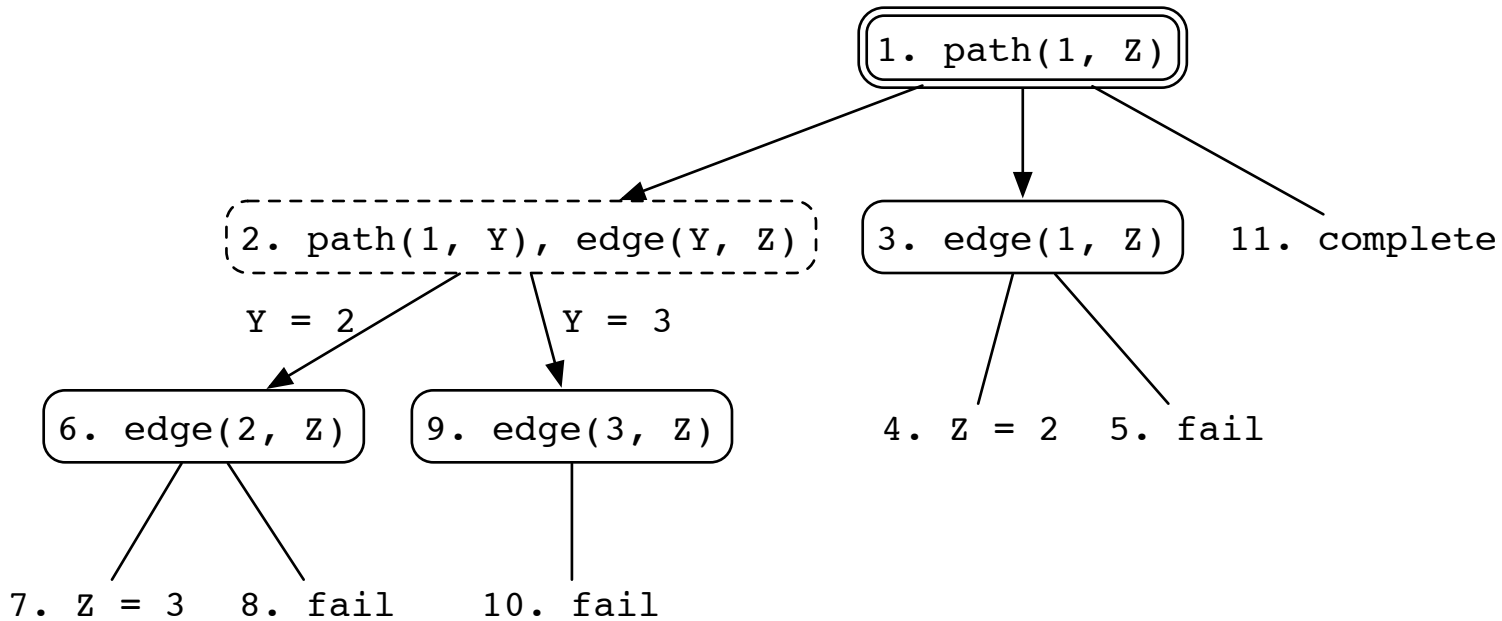 1. path(1, Z)
2. path(1, Y), edge(Y, Z)
3. edge(1, Z)
11. complete
Y = 2
Y = 3
6. edge(2, Z)
9. edge(3, Z)
4. Z = 2
5. fail
7. Z = 3
8. fail
10. fail